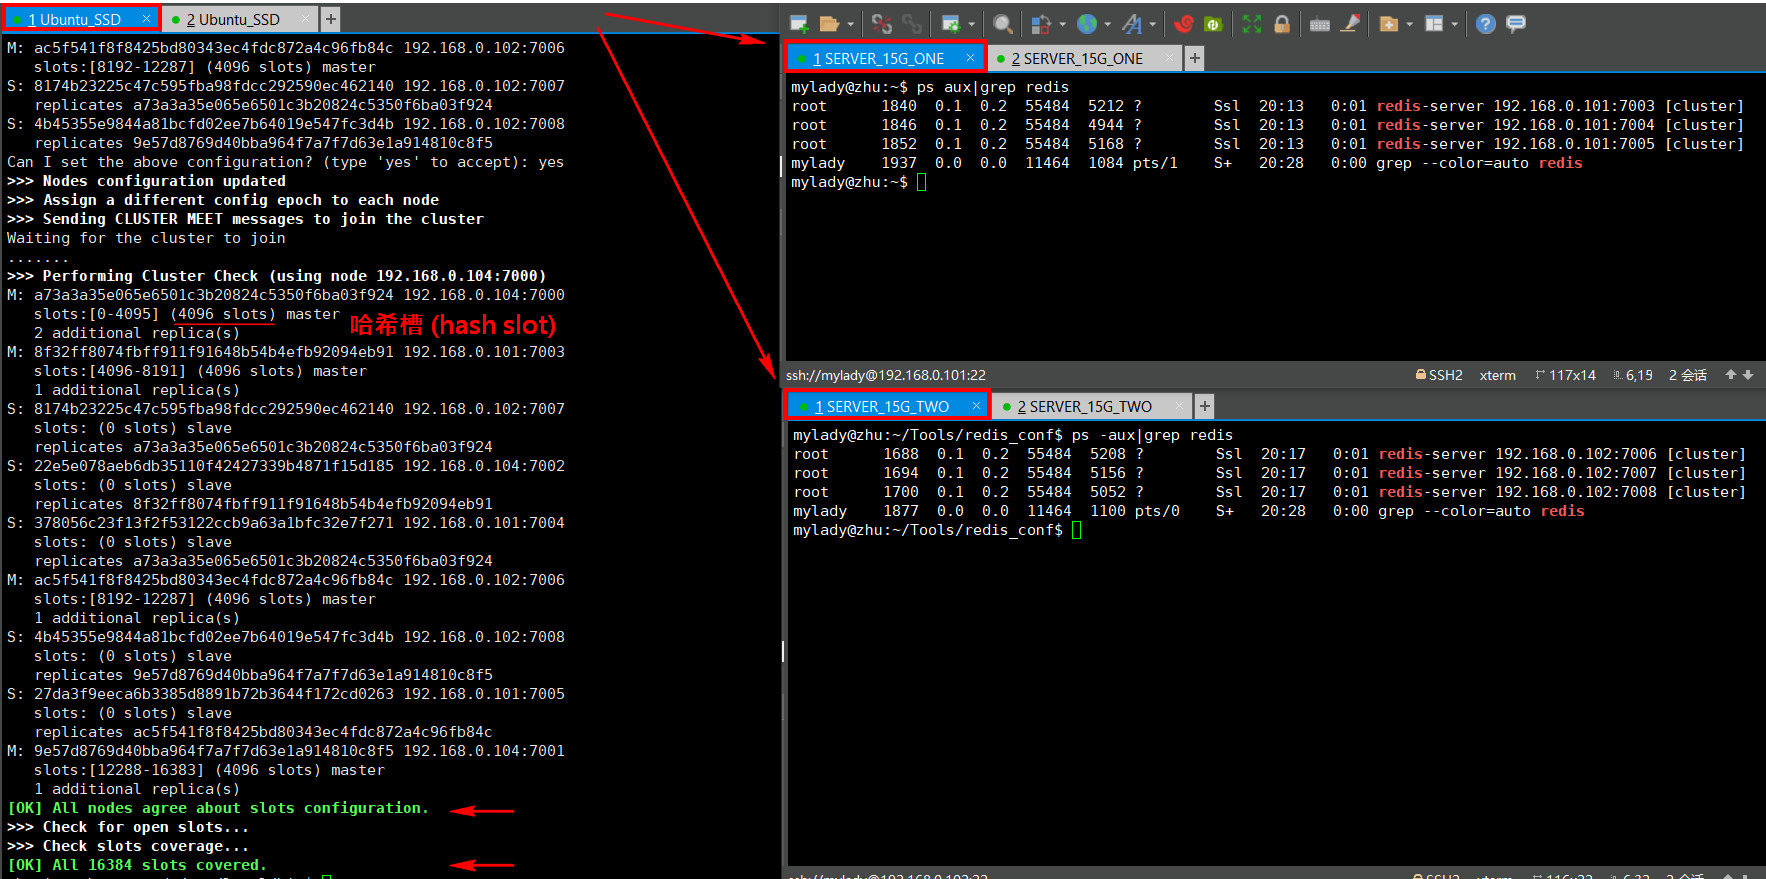 1 Ubuntu_SSD × 2 Ubuntu_SSD × +
M: ac5f541f8f8425bd80343ec4fdc872a4c96fb84c 192.168.0.102:7006
slots:[8192-12287] (4096 slots) master
S: 8174b23225c47c595fba98fdcc292590ec462140 192.168.0.102:7007
replicates a73a3a35e065e6501c3b20824c5350f6ba03f924
S: 4b45355e9844a81bcfd02ee7b64019e547fc3d4b 192.168.0.102:7008
replicates 9e57d8769d40bba964f7a7f7d63e1a914810c8f5
Can I set the above configuration? (type 'yes' to accept): yes
>>> Nodes configuration updated
>>> Assign a different config epoch to each node
>>> Sending CLUSTER MEET messages to join the cluster
Waiting for the cluster to join
.......
>>> Performing Cluster Check (using node 192.168.0.104:7000)
M: a73a3a35e065e6501c3b20824c5350f6ba03f924 192.168.0.104:7000
slots:[0-4095] (4096 slots) master
哈希槽 (hash slot)
2 additional replica(s)
M: 8f32ff8074fbff911f91648b54b4efb92094eb91 192.168.0.101:7003
slots:[4096-8191] (4096 slots) master
1 additional replica(s)
S: 8174b23225c47c595fba98fdcc292590ec462140 192.168.0.102:7007
slots: (0 slots) slave
replicates a73a3a35e065e6501c3b20824c5350f6ba03f924
S: 22e5e078aeb6db35110f42427339b4871f15d185 192.168.0.104:7002
slots: (0 slots) slave
replicates 8f32ff8074fbff911f91648b54b4efb92094eb91
S: 378056c23f13f2f53122ccb9a63a1bfc32e7f271 192.168.0.101:7004
slots: (0 slots) slave
replicates a73a3a35e065e6501c3b20824c5350f6ba03f924
M: ac5f541f8f8425bd80343ec4fdc872a4c96fb84c 192.168.0.102:7006
slots:[8192-12287] (4096 slots) master
1 additional replica(s)
S: 4b45355e9844a81bcfd02ee7b64019e547fc3d4b 192.168.0.102:7008
slots: (0 slots) slave
replicates 9e57d8769d40bba964f7a7f7d63e1a914810c8f5
S: 27da3f9eeca6b3385d8891b72b3644f172cd0263 192.168.0.101:7005
slots: (0 slots) slave
replicates ac5f541f8f8425bd80343ec4fdc872a4c96fb84c
M: 9e57d8769d40bba964f7a7f7d63e1a914810c8f5 192.168.0.104:7001
slots:[12288-16383] (4096 slots) master
1 additional replica(s)
[OK] All nodes agree about slots configuration.
>>> Check for open slots...
>>> Check slots coverage...
[OK] All 16384 slots covered.
1 SERVER_15G_ONE × 2 SERVER_15G_ONE × +
mylady@zhu:~$ ps aux|grep redis
root 1840 0.1 0.2 55484 5212 ? Ssl 20:13 0:01 redis-server 192.168.0.101:7003 [cluster]
root 1846 0.1 0.2 55484 4944 ? Ssl 20:13 0:01 redis-server 192.168.0.101:7004 [cluster]
root 1852 0.1 0.2 55484 5168 ? Ssl 20:13 0:01 redis-server 192.168.0.101:7005 [cluster]
mylady 1937 0.0 0.0 11464 1084 pts/1 S+ 20:28 0:00 grep --color=auto redis
mylady@zhu:~$
ssh://mylady@192.168.0.101:22 SSH2 xterm 117x14 6,15 2 会话
1 SERVER_15G_TWO × 2 SERVER_15G_TWO × +
mylady@zhu:~/Tools/redis_conf$ ps -aux|grep redis
root 1688 0.1 0.2 55484 5208 ? Ssl 20:17 0:01 redis-server 192.168.0.102:7006 [cluster]
root 1694 0.1 0.2 55484 5156 ? Ssl 20:17 0:01 redis-server 192.168.0.102:7007 [cluster]
root 1700 0.1 0.2 55484 5052 ? Ssl 20:17 0:01 redis-server 192.168.0.102:7008 [cluster]
mylady 1877 0.0 0.0 11464 1100 pts/0 S+ 20:28 0:00 grep --color=auto redis
mylady@zhu:~/Tools/redis_conf$